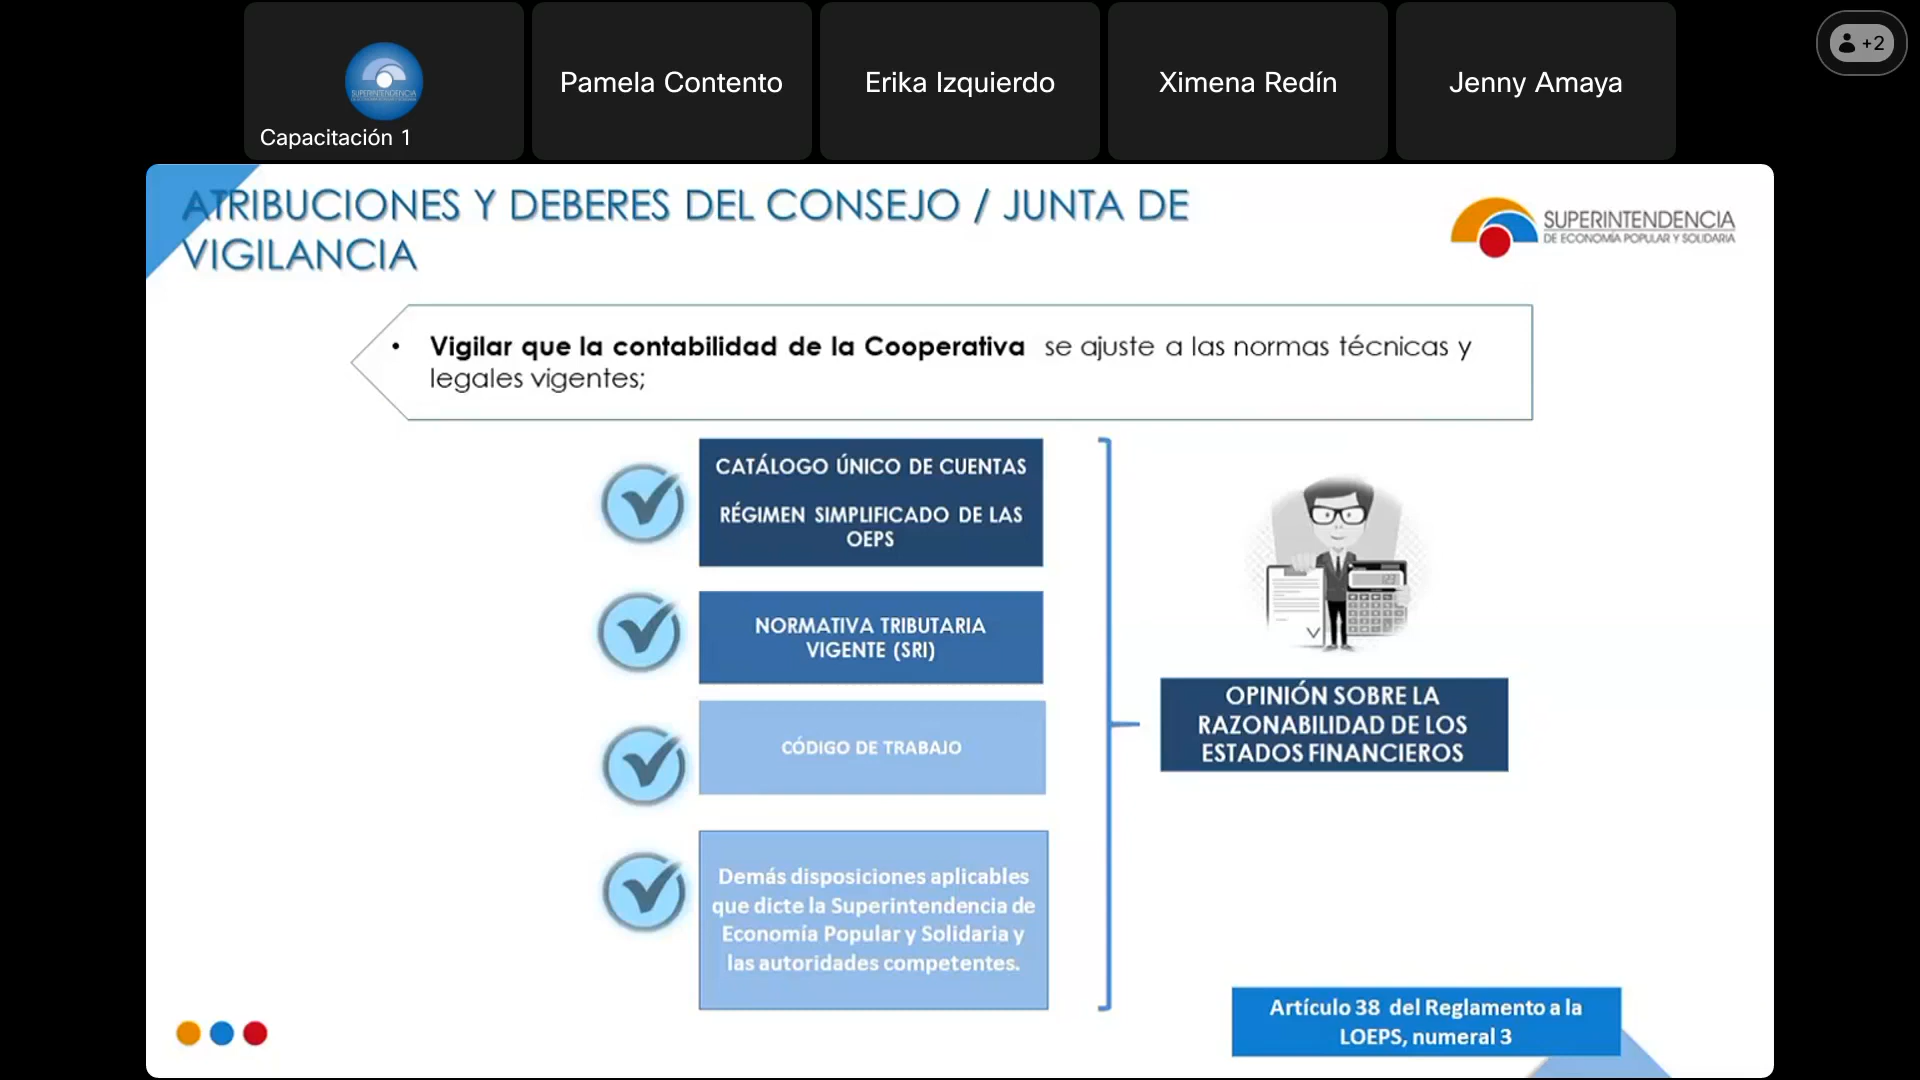 Capacitación 1
Pamela Contento
Erika Izquierdo
Ximena Redín
Jenny Amaya
+2
ATRIBUCIONES Y DEBERES DEL CONSEJO / JUNTA DE
VIGILANCIA
SUPERINTENDENCIA
DE ECONOMÍA POPULAR Y SOLIDARIA
• Vigilar que la contabilidad de la Cooperativa se ajuste a las normas técnicas y
legales vigentes;
CATÁLOGO ÚNICO DE CUENTAS
RÉGIMEN SIMPLIFICADO DE LAS
OEPS
NORMATIVA TRIBUTARIA
VIGENTE (SRI)
CÓDIGO DE TRABAJO
Demás disposiciones aplicables
que dicte la Superintendencia de
Economía Popular y Solidaria y
las autoridades competentes.
123
OPINIÓN SOBRE LA
RAZONABILIDAD DE LOS
ESTADOS FINANCIEROS
Artículo 38 del Reglamento a la
LOEPS, numeral 3